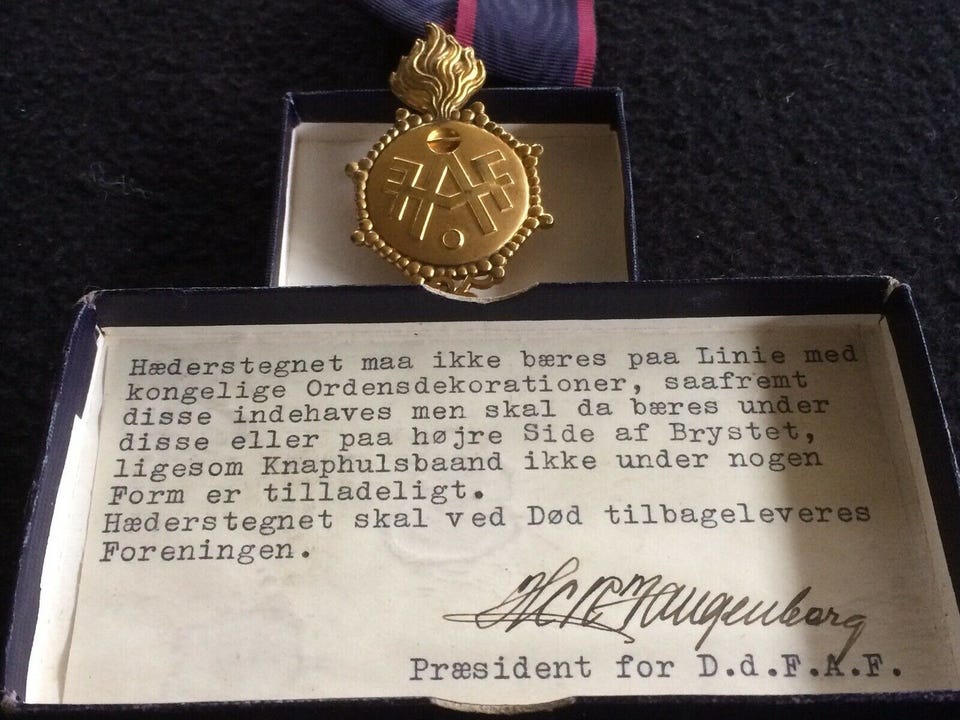 Hæderstegnet maa ikke bæres paa Linie med
kongelige Ordensdekorationer, saafremt
disse indehaves men skal da bæres under
disse eller paa højre Side af Brystet,
ligesom Knaphulsbaand ikke under nogen
Form er tilladeligt.
Hæderstegnet skal ved Død tilbageleveres
Foreningen.
Præsident for D.d.F.A.F.